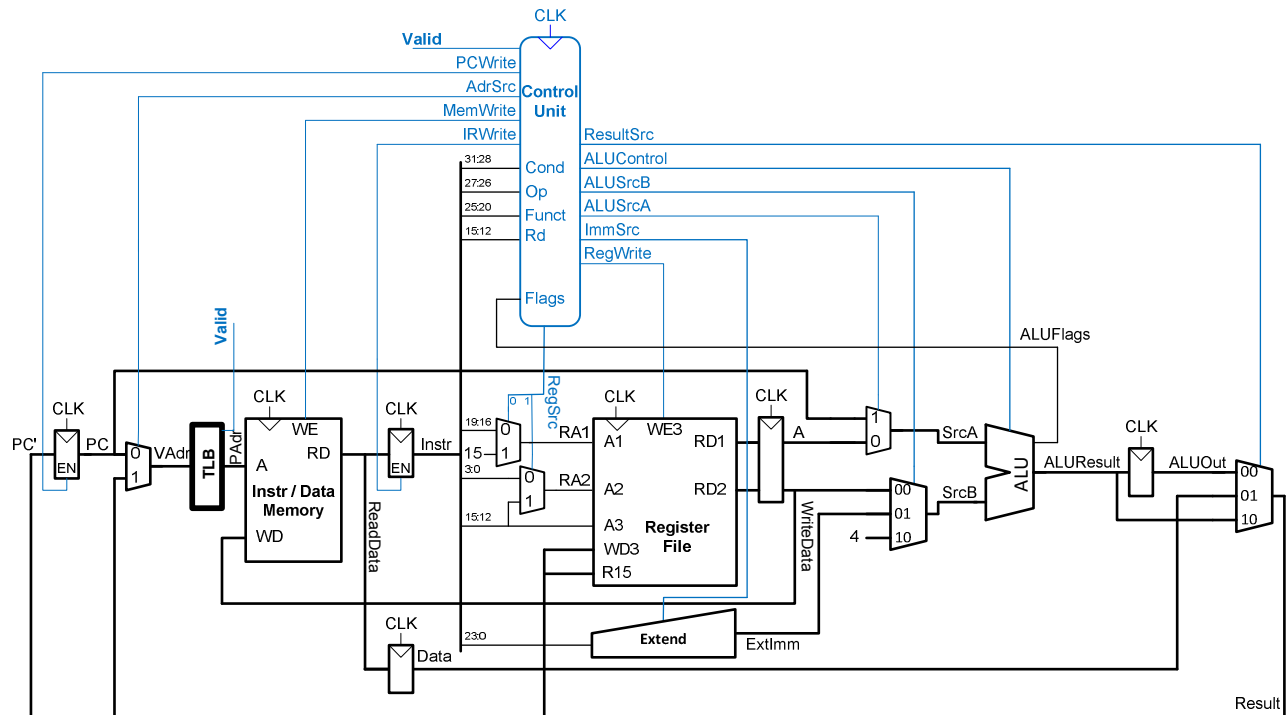 CLK
Valid
PCWrite
AdrSrc
MemWrite
IRWrite
Control
Unit
ResultSrc
ALUControl
ALUSrcB
ALUSrcA
ImmSrc
RegWrite
31:28
Cond
27:26
Op
25:20
Funct
15:12
Rd
Flags
ALUFlags
Valid
RegSrc
0 1
CLK
PC'
EN
PC
0
1
VAdr
TLB
PAdr
CLK
WE
A
RD
Instr / Data
Memory
WD
ReadData
CLK
EN
Instr
19:16
15
3:0
15:12
0
1
0
1
RA1
RA2
CLK
WE3
A1
RD1
A2
RD2
A3
Register
File
WD3
R15
CLK
A
WriteData
1
0
SrcA
00
01
10
4
SrcB
ALU
ALUResult
CLK
ALUOut
00
01
10
23:0
Extend
ExtImm
CLK
Data
Result